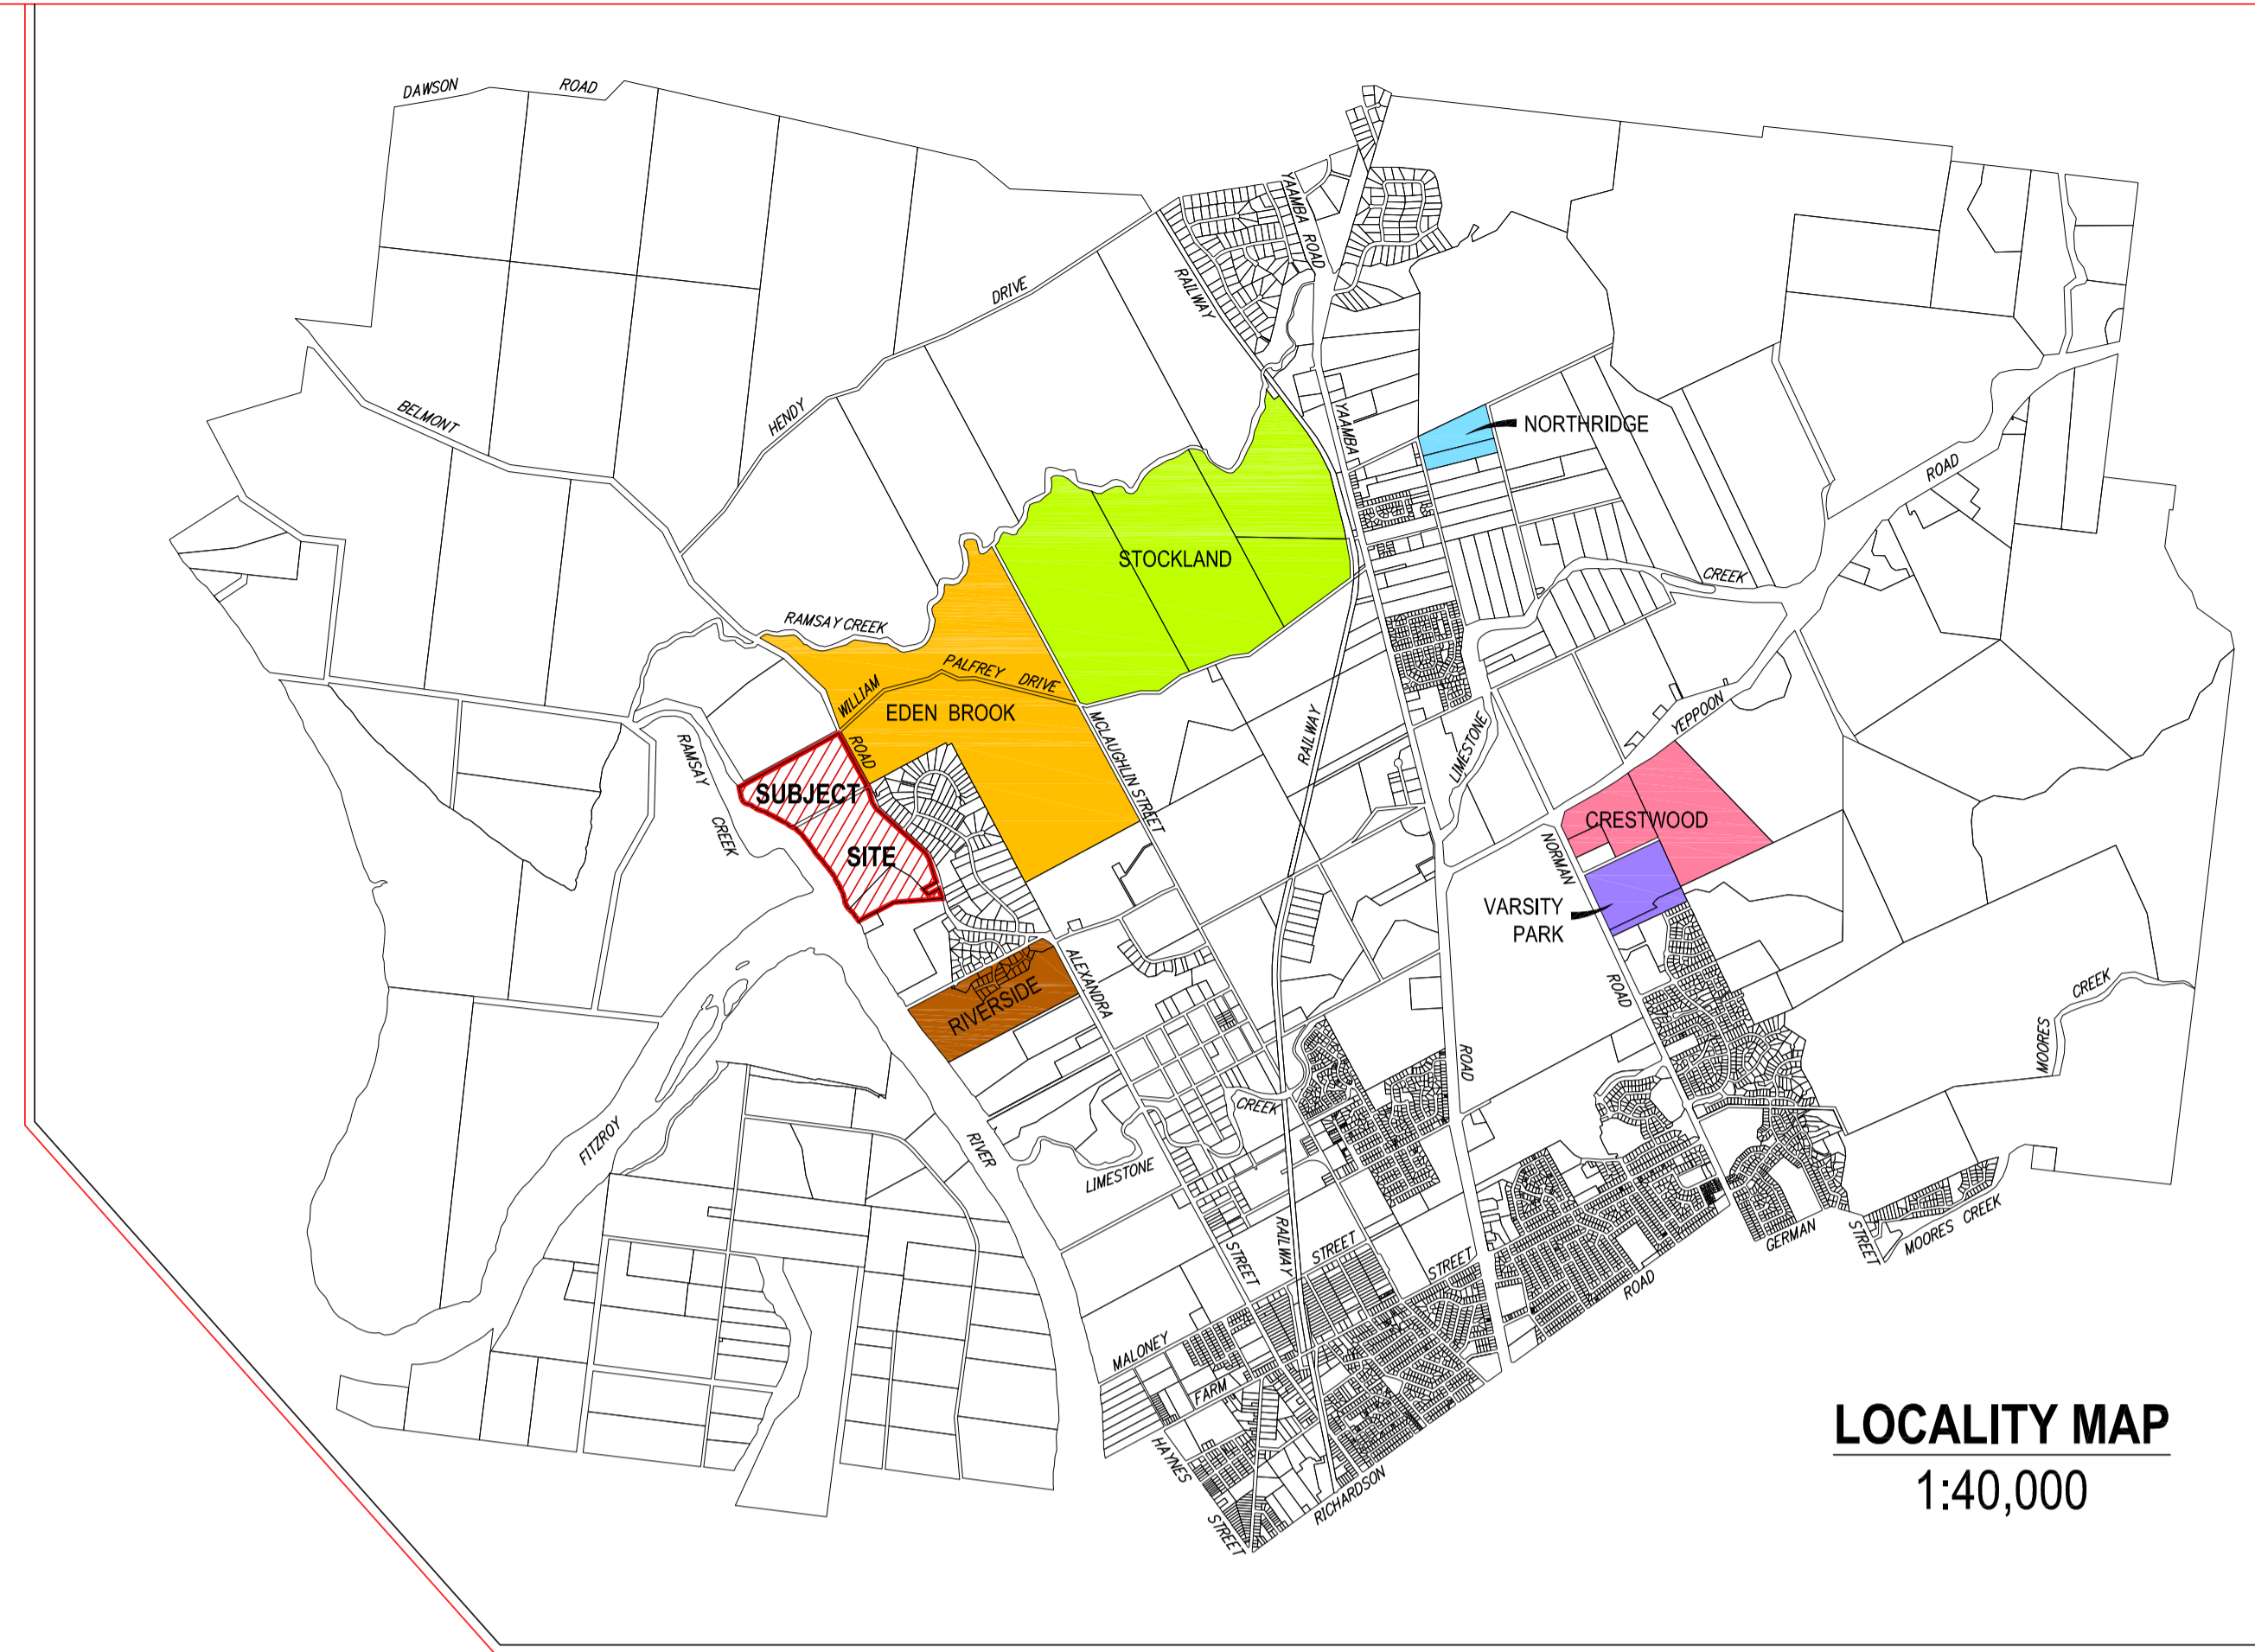 DAWSON ROAD
YAAMBA ROAD
RAILWAY
DRIVE
HENDY
BELMONT
YAAMBA
NORTHRIDGE
ROAD
STOCKLAND
CREEK
RAMSAY CREEK
WILLIAM PALFREY DRIVE
EDEN BROOK
ROAD
MCLAUGHLIN STREET
RAILWAY
LIMESTONE
YEPPOON
RAMSAY
CREEK
SUBJECT
SITE
CRESTWOOD
NORMAN
ROAD
VARSITY
PARK
RIVERSIDE
ALEXANDRA
CREEK
MOORES
FITZROY
RIVER
CREEK
LIMESTONE
ROAD
STREET
RAILWAY
STREET
STREET
GERMAN
STREET
MOORES CREEK
ROAD
MALONEY
FARM
HAYNES
STREET
RICHARDSON
LOCALITY MAP
1:40,000